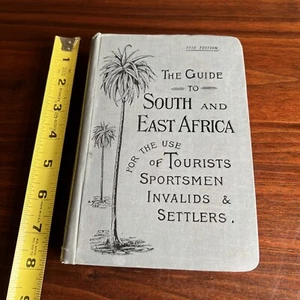 1910 EDITION.
THE GUIDE
TO
SOUTH AND
EAST AFRICA
FOR THE USE
OF TOURISTS
SPORTSMEN
INVALIDS &
SETTLERS.
1
2
3
4
5
6
7
8